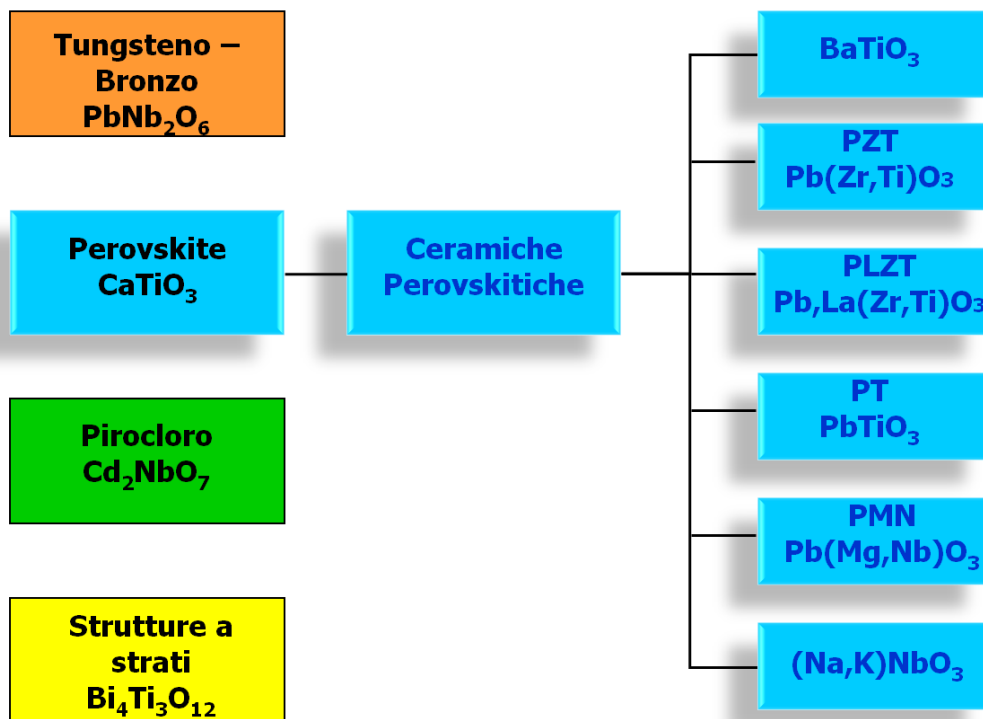 Tungsteno –
Bronzo
PbNb₂O₆
Perovskite
CaTiO₃
Pirocloro
Cd₂NbO₇
Strutture a
strati
Bi₄Ti₃O₁₂
Ceramiche
Perovskitiche
BaTiO₃
PZT
Pb(Zr,Ti)O₃
PLZT
Pb,La(Zr,Ti)O₃
PT
PbTiO₃
PMN
Pb(Mg,Nb)O₃
(Na,K)NbO₃